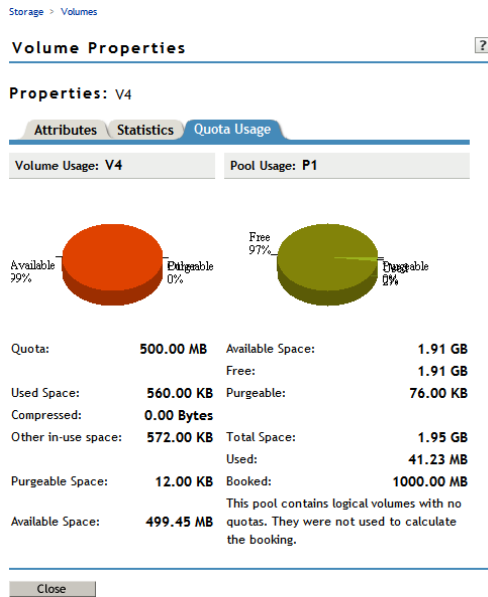 Storage > Volumes
Volume Properties
?
Properties: V4
Attributes
Statistics
Quota Usage
Volume Usage: V4
Pool Usage: P1
Available
99%
Purgeable
0%
Free
97%
Purgeable
Quota: 500.00 MB
Used Space: 560.00 KB
Compressed: 0.00 Bytes
Other in-use space: 572.00 KB
Purgeable Space: 12.00 KB
Available Space: 499.45 MB
Available Space: 1.91 GB
Free: 1.91 GB
Purgeable: 76.00 KB
Total Space: 1.95 GB
Used: 41.23 MB
Booked: 1000.00 MB
This pool contains logical volumes with no
quotas. They were not used to calculate
the booking.
Close